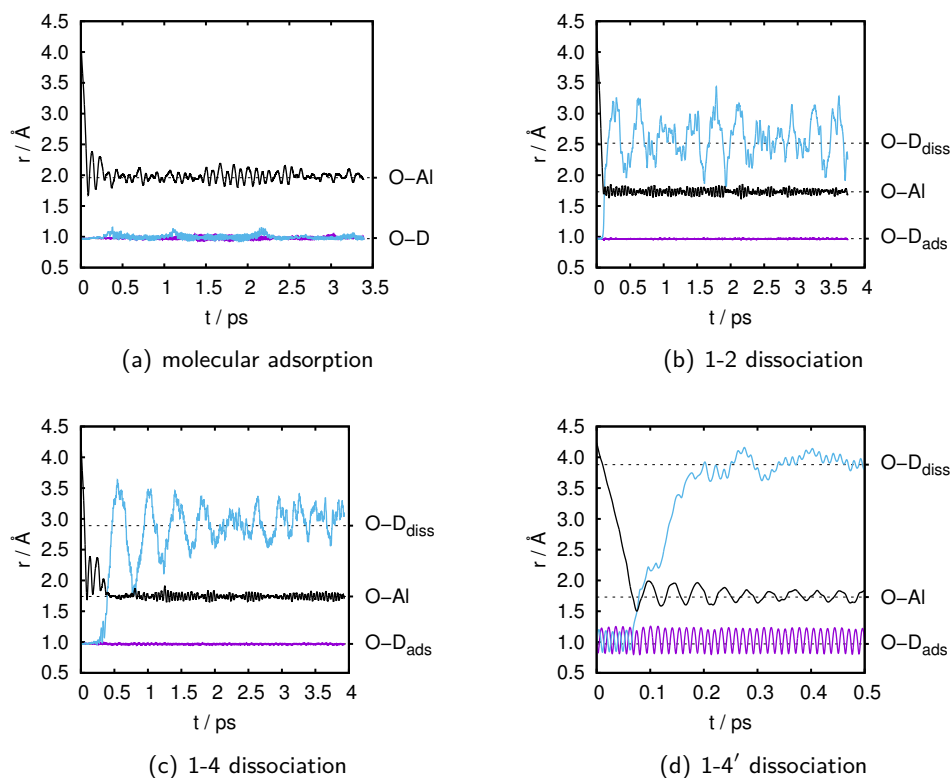 4.5
4.0
3.5
3.0
2.5
2.0
1.5
1.0
0.5
r / Å
0 0.5 1 1.5 2 2.5 3 3.5
t / ps
O–Al
O–D
(a) molecular adsorption
4.5
4.0
3.5
3.0
2.5
2.0
1.5
1.0
0.5
r / Å
0 0.5 1 1.5 2 2.5 3 3.5 4
t / ps
O–D_diss
O–Al
O–D_ads
(b) 1-2 dissociation
4.5
4.0
3.5
3.0
2.5
2.0
1.5
1.0
0.5
r / Å
0 0.5 1 1.5 2 2.5 3 3.5 4
t / ps
O–D_diss
O–Al
O–D_ads
(c) 1-4 dissociation
4.5
4.0
3.5
3.0
2.5
2.0
1.5
1.0
0.5
r / Å
0 0.1 0.2 0.3 0.4 0.5
t / ps
O–D_diss
O–Al
O–D_ads
(d) 1-4′ dissociation